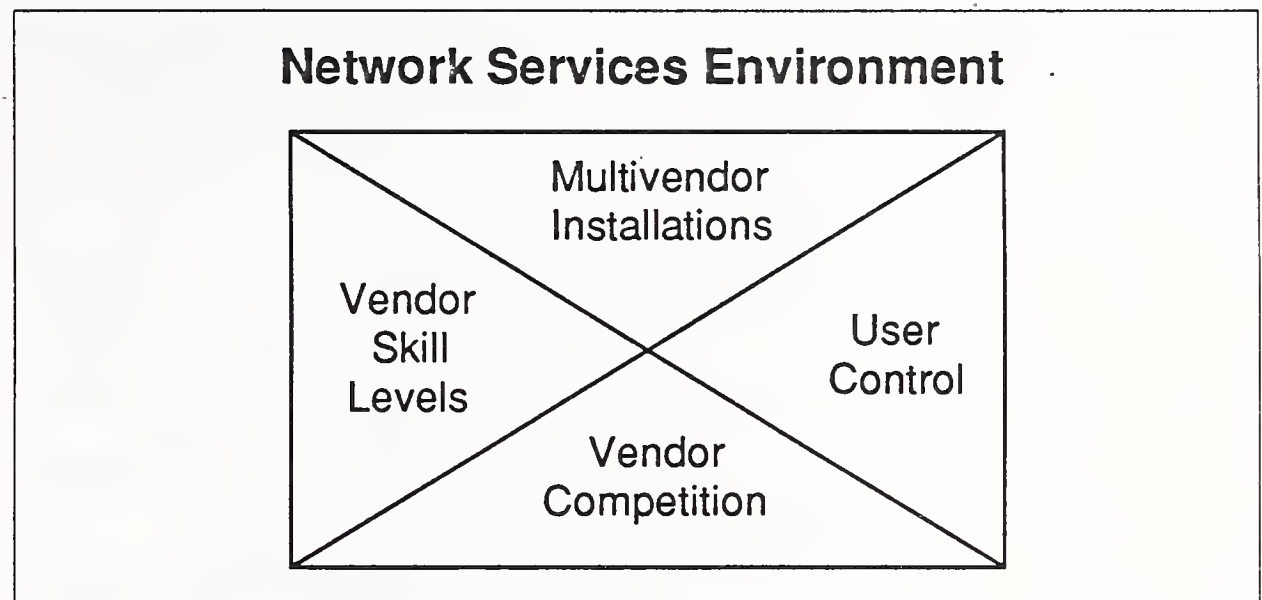 Network Services Environment
Multivendor
Installations
Vendor
Skill
Levels
User
Control
Vendor
Competition